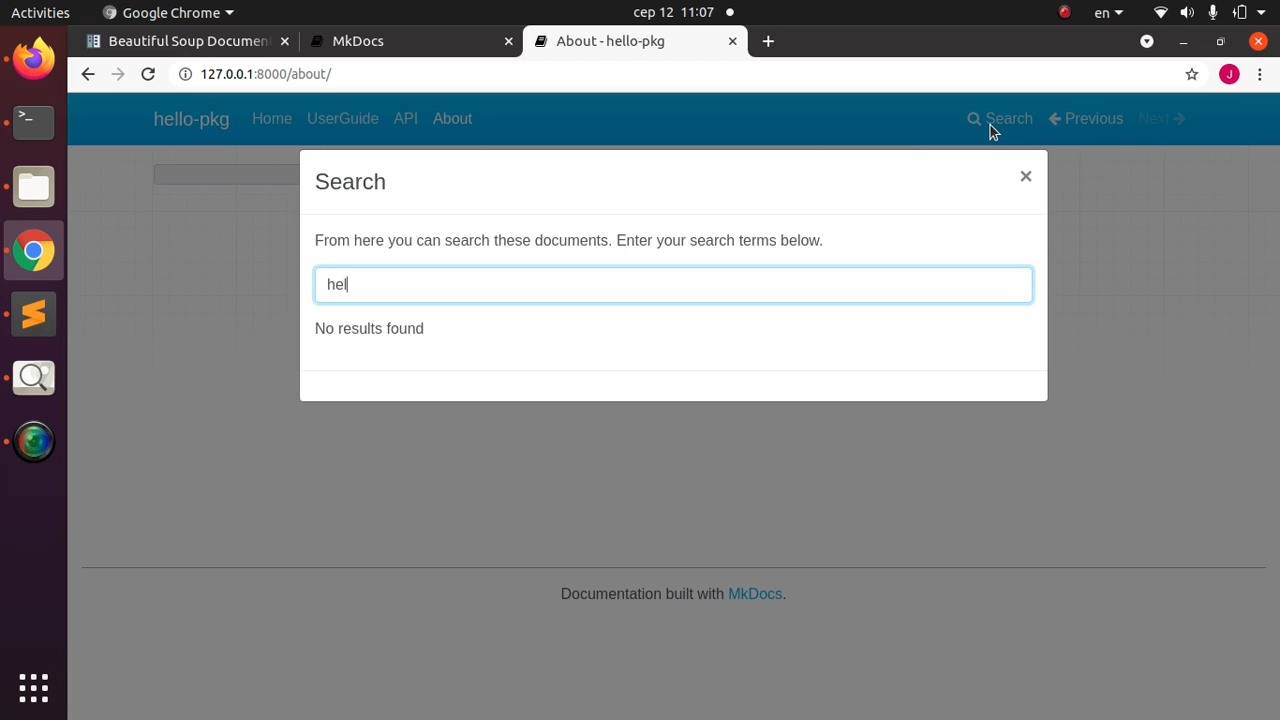 Activities Google Chrome сер 12 11:07 en
Beautiful Soup Document MkDocs About - hello-pkg
127.0.0.1:8000/about/ J
hello-pkg Home UserGuide API About Search Previous Next
Search ×
From here you can search these documents. Enter your search terms below.
hel
No results found
Documentation built with MkDocs.